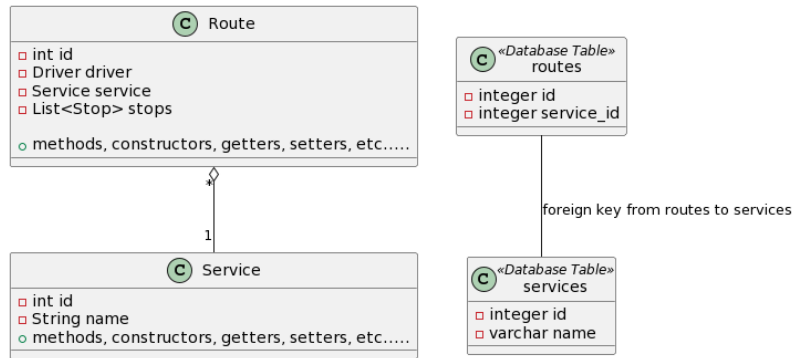 C Route
int id
Driver driver
Service service
List<Stop> stops
methods, constructors, getters, setters, etc.....
*
1
C Service
int id
String name
methods, constructors, getters, setters, etc.....
C «Database Table»
routes
integer id
integer service_id
foreign key from routes to services
C «Database Table»
services
integer id
varchar name